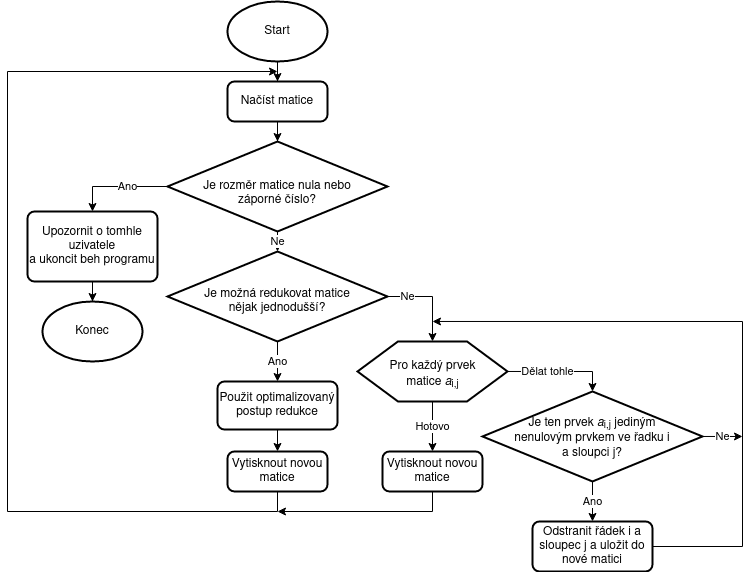 Start
Načíst matice
Je rozměr matice nula nebo
záporné číslo?
Ano
Ne
Upozornit o tomhle
uzivatele
a ukoncit beh programu
Konec
Je možná redukovat matice
nějak jednodušší?
Ne
Ano
Pro každý prvek
matice ai,j
Dělat tohle
Použit optimalizovaný
postup redukce
Hotovo
Je ten prvek ai,j jediným
nenulovým prvkem ve řadku i
a sloupci j?
Ne
Vytisknout novou
matice
Vytisknout novou
matice
Ano
Odstranit řádek i a
sloupec j a uložit do
nové matici